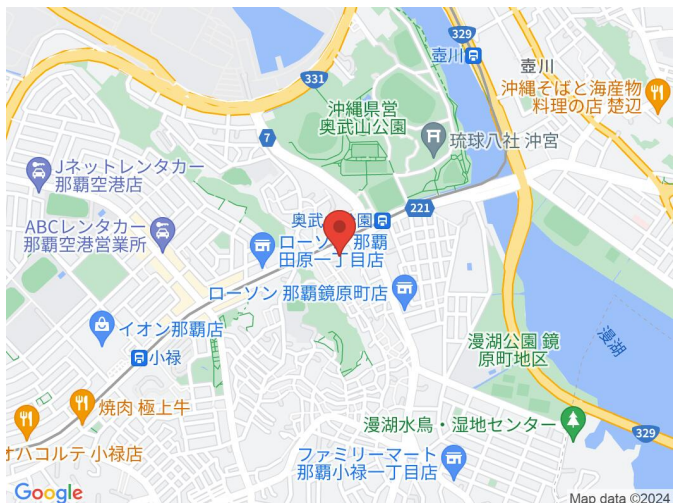 329
壺川
壺川
331
沖縄そばと海産物
料理の店 楚辺
沖縄県営
奥武山公園
7
琉球八社 沖宮
Jネットレンタカー
那覇空港店
221
奥武
園
ABCレンタカー
那覇空港営業所
ローソン
那覇
田原一丁目店
ローソン 那覇鏡原町店
イオン那覇店
漫湖
漫湖公園 鏡
原町地区
小禄
焼肉 極上牛
オハコルテ 小禄店
漫湖水鳥・湿地センター
329
ファミリーマート
那覇小禄一丁目店
Google
Map data ©2024